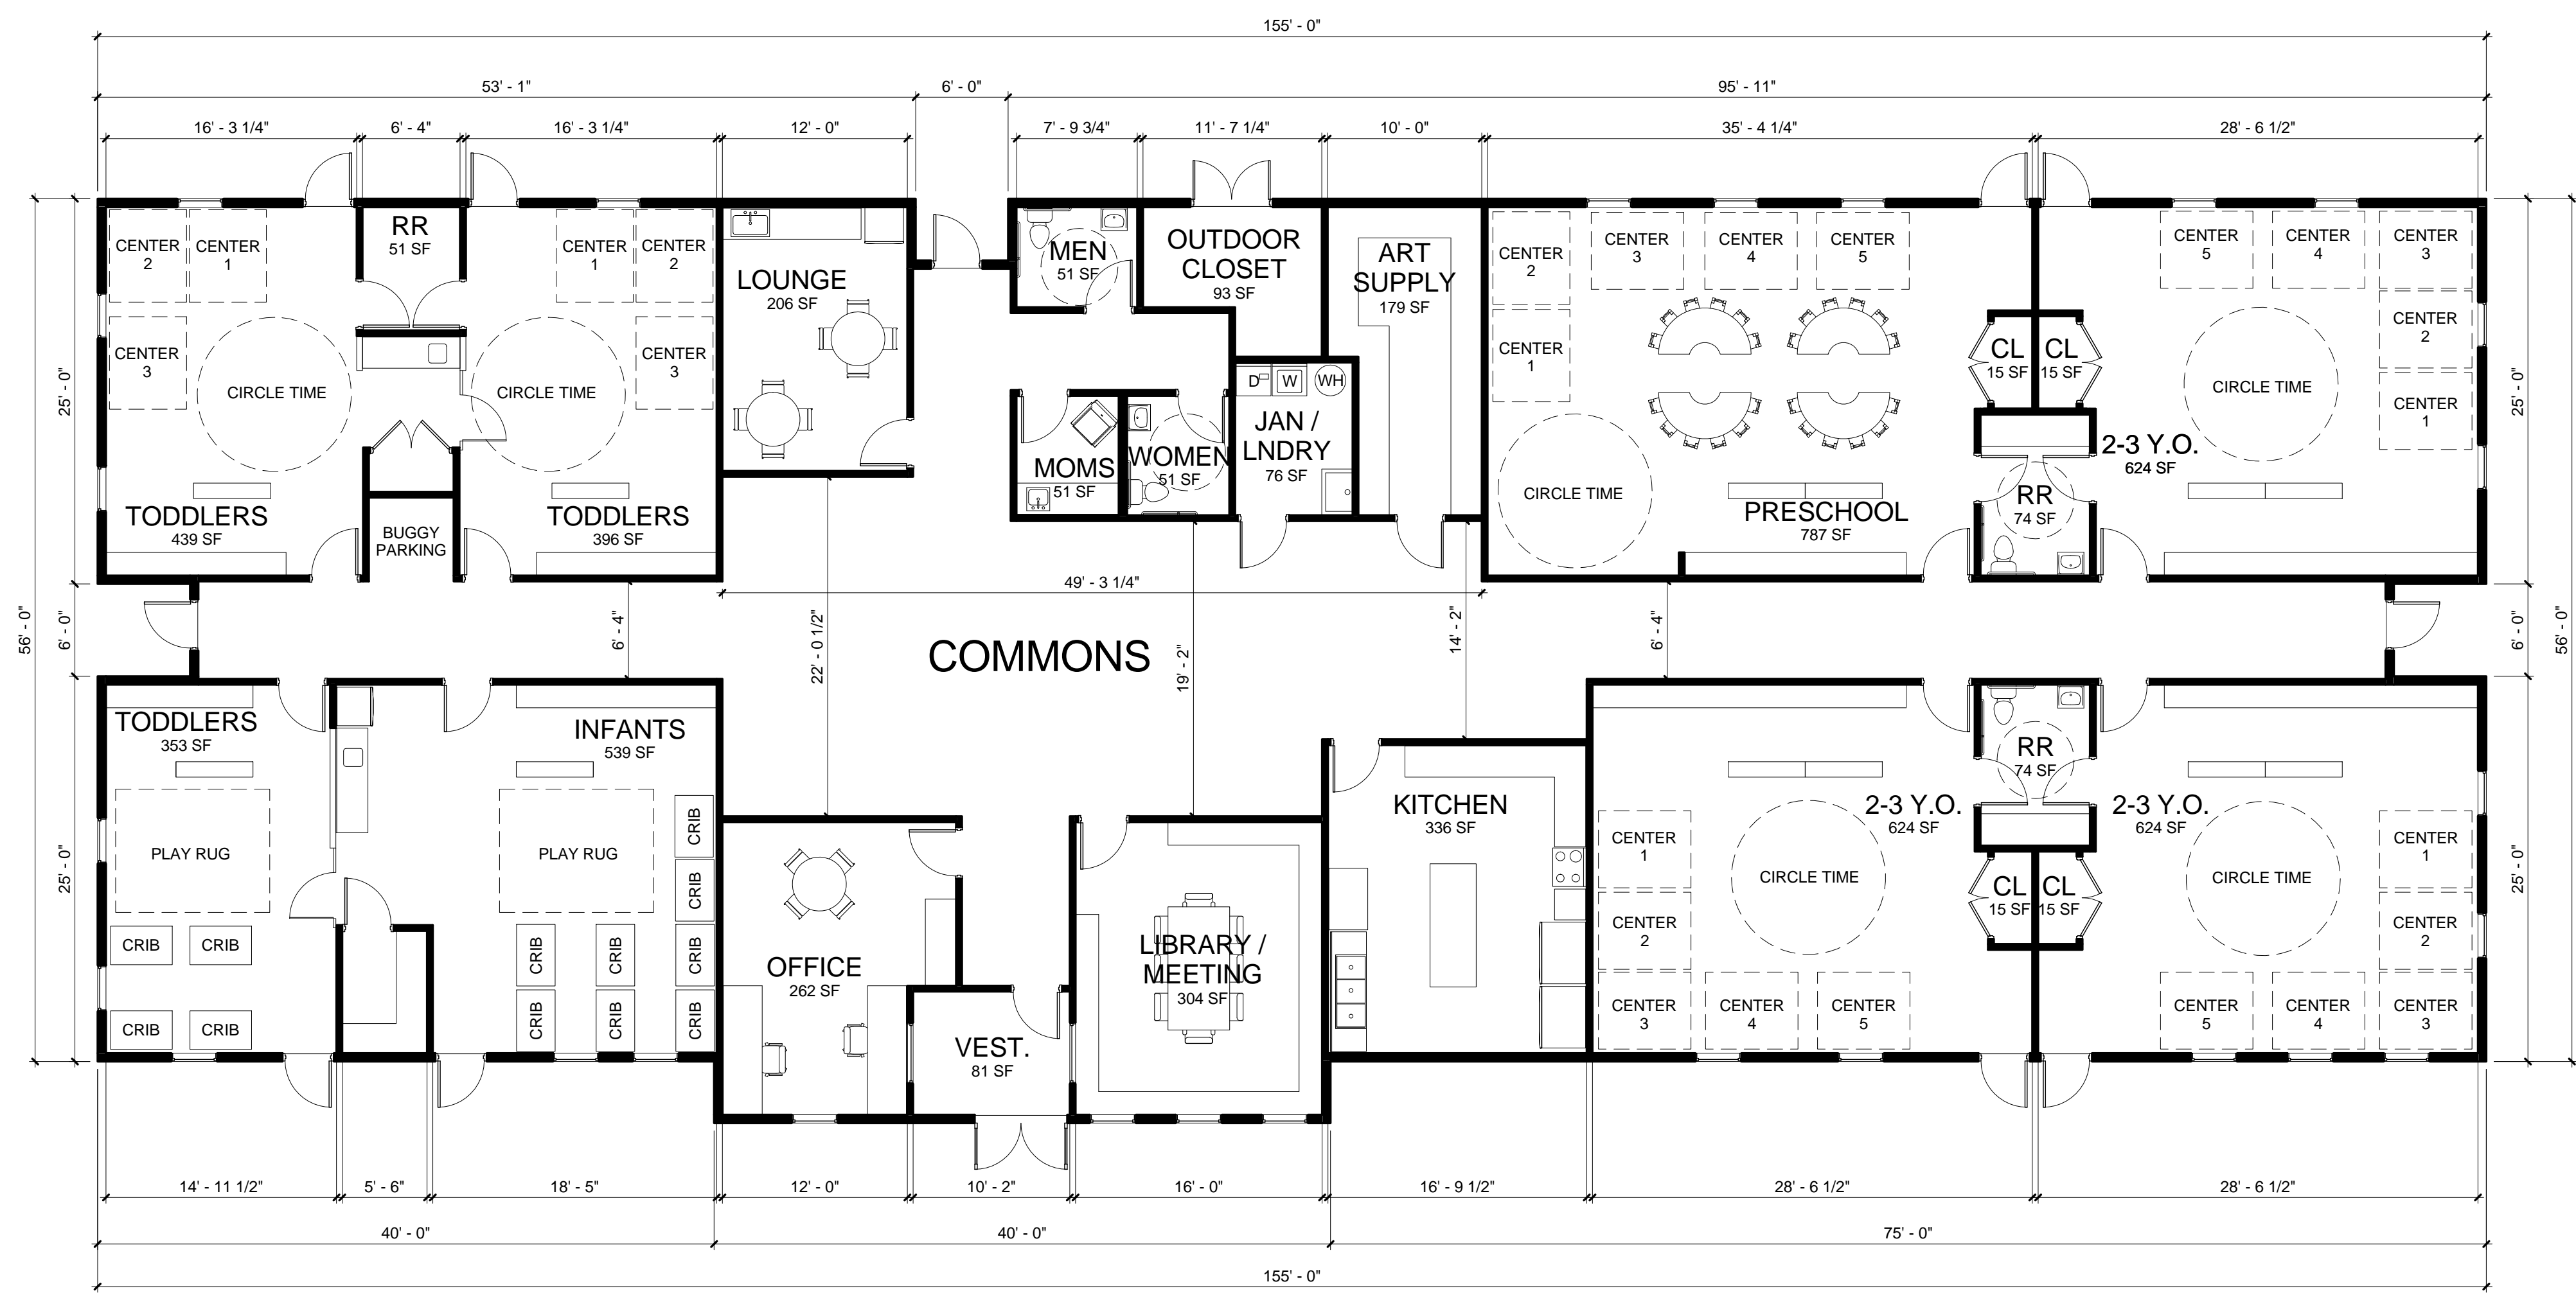 155' - 0"
53' - 1"
6' - 0"
95' - 11"
16' - 3 1/4"
6' - 4"
16' - 3 1/4"
12' - 0"
7' - 9 3/4"
11' - 7 1/4"
10' - 0"
35' - 4 1/4"
28' - 6 1/2"
CENTER
2
CENTER
1
CENTER
3
CIRCLE TIME
TODDLERS
439 SF
RR
51 SF
BUGGY
PARKING
CENTER
1
CENTER
2
CENTER
3
CIRCLE TIME
TODDLERS
396 SF
LOUNGE
206 SF
MEN
51 SF
OUTDOOR
CLOSET
93 SF
ART
SUPPLY
179 SF
D
W
WH
JAN /
LNDRY
76 SF
MOMS
51 SF
WOMEN
51 SF
CENTER
2
CENTER
1
CENTER
3
CENTER
4
CENTER
5
CIRCLE TIME
PRESCHOOL
787 SF
CL
15 SF
CL
15 SF
RR
74 SF
CENTER
5
CENTER
4
CENTER
3
CENTER
2
CENTER
1
CIRCLE TIME
2-3 Y.O.
624 SF
56' - 0"
25' - 0"
6' - 0"
25' - 0"
25' - 0"
6' - 0"
25' - 0"
56' - 0"
6' - 4"
49' - 3 1/4"
22' - 0 1/2"
COMMONS
19' - 2"
14' - 2"
6' - 4"
TODDLERS
353 SF
PLAY RUG
CRIB
CRIB
CRIB
CRIB
INFANTS
539 SF
PLAY RUG
CRIB
CRIB
CRIB
CRIB
CRIB
CRIB
CRIB
CRIB
OFFICE
262 SF
VEST.
81 SF
LIBRARY /
MEETING
304 SF
KITCHEN
336 SF
2-3 Y.O.
624 SF
CIRCLE TIME
CENTER
1
CENTER
2
CENTER
3
CENTER
4
CENTER
5
RR
74 SF
CL
15 SF
CL
15 SF
2-3 Y.O.
624 SF
CIRCLE TIME
CENTER
1
CENTER
2
CENTER
5
CENTER
4
CENTER
3
14' - 11 1/2"
5' - 6"
18' - 5"
12' - 0"
10' - 2"
16' - 0"
16' - 9 1/2"
28' - 6 1/2"
28' - 6 1/2"
40' - 0"
40' - 0"
75' - 0"
155' - 0"